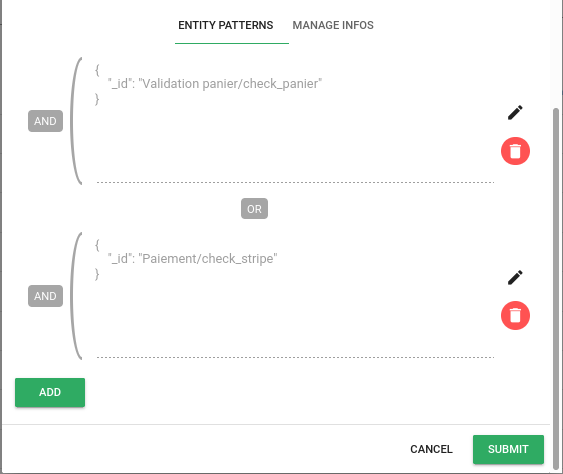 ENTITY PATTERNS MANAGE INFOS
{
"_id": "Validation panier/check_panier"
}
AND
OR
{
"_id": "Paiement/check_stripe"
}
AND
ADD
CANCEL SUBMIT